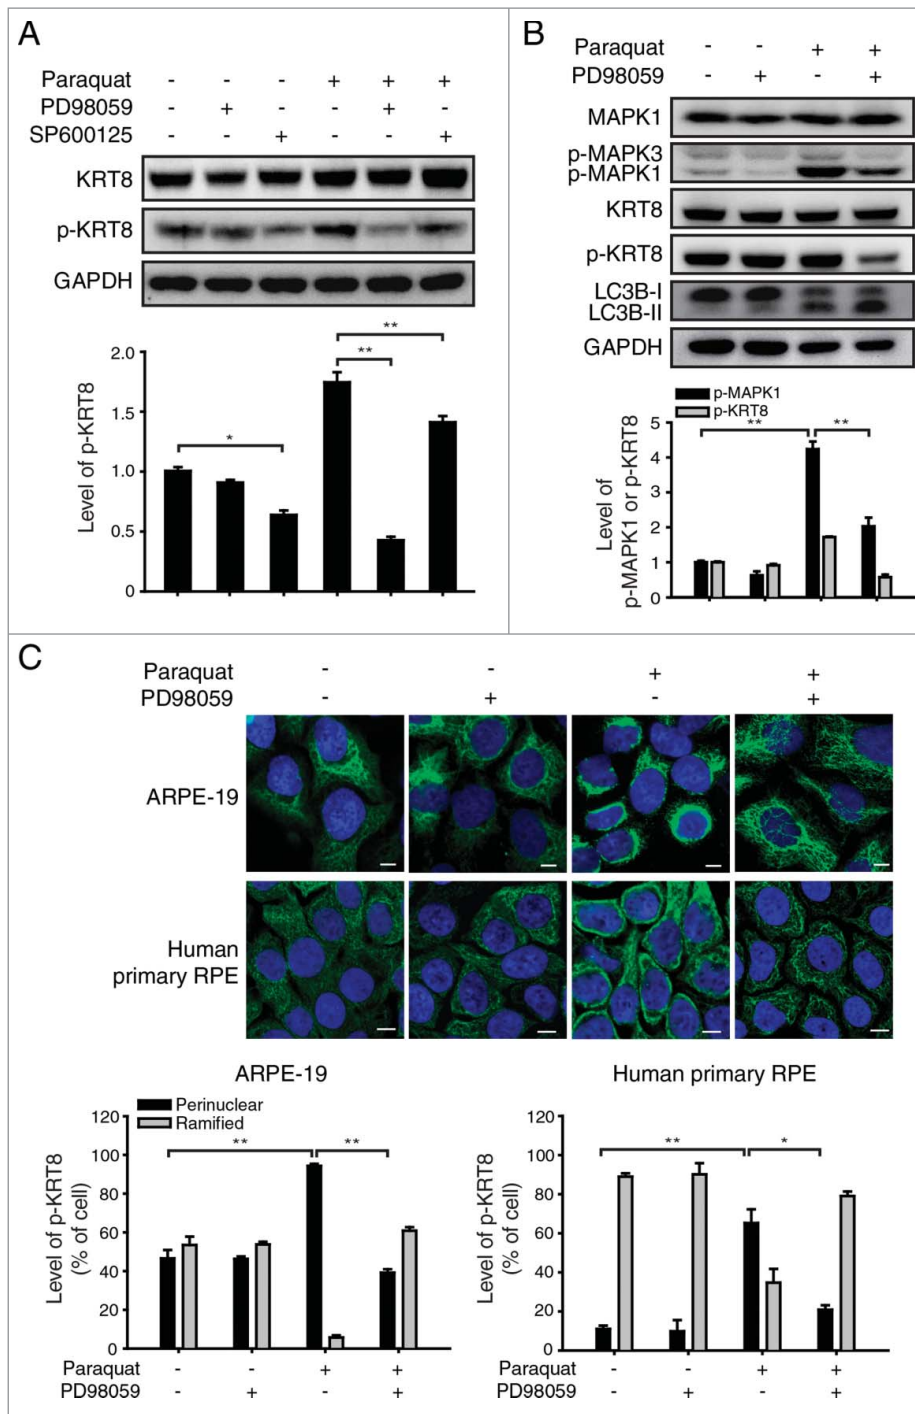 A
Paraquat - - - + + +
PD98059 - + - - + -
SP600125 - - + - - +
KRT8
p-KRT8
GAPDH
Level of p-KRT8
2.0
1.5
1.0
0.5
0
*
**
**
B
Paraquat - - + +
PD98059 - + - +
MAPK1
p-MAPK3
p-MAPK1
KRT8
p-KRT8
LC3B-I
LC3B-II
GAPDH
p-MAPK1
p-KRT8
Level of
p-MAPK1 or p-KRT8
5
4
3
2
1
0
**
**
C
Paraquat - - + +
PD98059 - + - +
ARPE-19
Human
primary RPE
ARPE-19
Perinuclear
Ramified
Level of p-KRT8
(% of cell)
120
100
80
60
40
20
0
**
**
Paraquat - - + +
PD98059 - + - +
Human primary RPE
Level of p-KRT8
(% of cell)
120
100
80
60
40
20
0
**
*
Paraquat - - + +
PD98059 - + - +